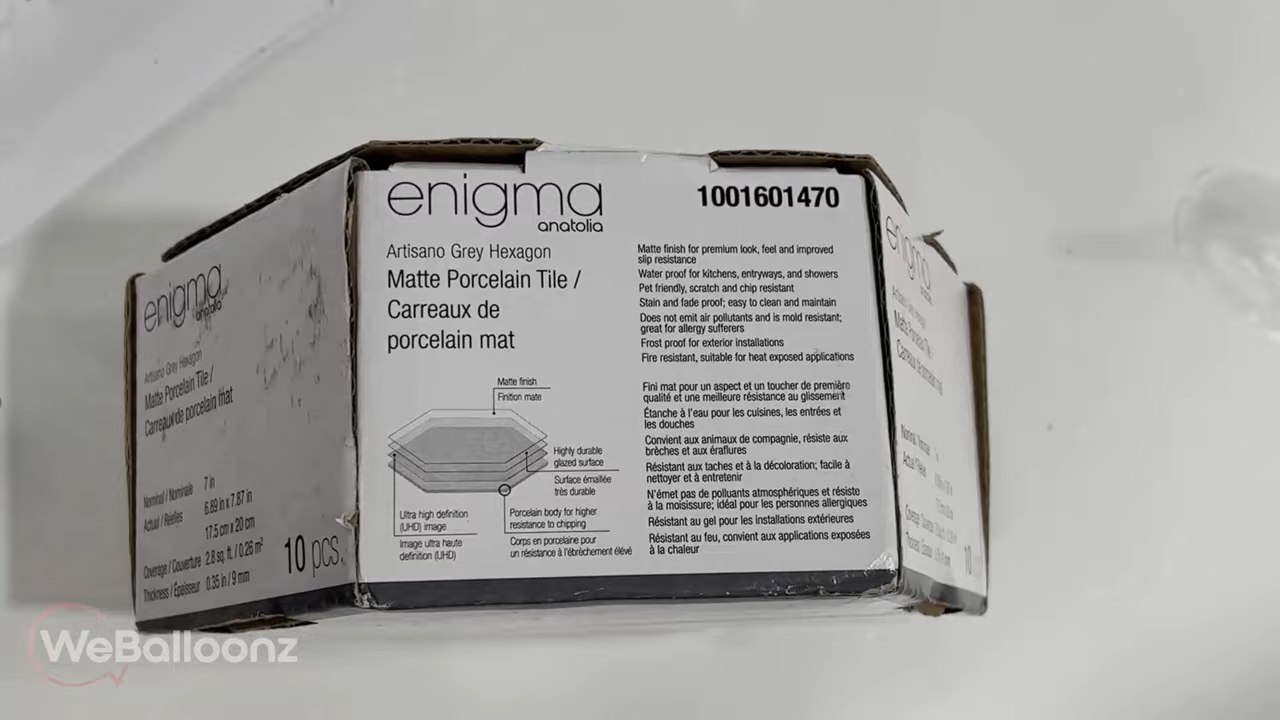 enigma
anatolia
Artisano Grey Hexagon
Matte Porcelain Tile /
Carreaux de porcelain mat
Nominal / Nominale 7 in
Actual / Réelles 6.89 in x 7.87 in
17.5 cm x 20 cm
Coverage / Couverture 2.8 sq. ft. / 0.26 m²
Thickness / Épaisseur 0.35 in / 9 mm
10 pcs.
enigma
anatolia
Artisano Grey Hexagon
Matte Porcelain Tile /
Carreaux de
porcelain mat
Matte finish
Finition mate
Highly durable
glazed surface
Surface émaillée
très durable
Ultra high definition
(UHD) image
Image ultra haute
definition (UHD)
Porcelain body for higher
resistance to chipping
Corps en porcelaine pour
un résistance à l'ébrèchement élévé
1001601470
Matte finish for premium look, feel and improved
slip resistance
Water proof for kitchens, entryways, and showers
Pet friendly, scratch and chip resistant
Stain and fade proof; easy to clean and maintain
Does not emit air pollutants and is mold resistant;
great for allergy sufferers
Frost proof for exterior installations
Fire resistant, suitable for heat exposed applications
Fini mat pour un aspect et un toucher de première
qualité et une meilleure résistance au glissement
Étanche à l'eau pour les cuisines, les entrées et
les douches
Convient aux animaux de compagnie, résiste aux
brèches et aux éraflures
Résistant aux taches et à la décoloration; facile à
nettoyer et à entretenir
N'émet pas de polluants atmosphériques et résiste
à la moisissure; idéal pour les personnes allergiques
Résistant au gel pour les installations extérieures
Résistant au feu, convient aux applications exposées
à la chaleur
enigma
Matte Porcelain Tile /
Carreaux de porcelain mat
10
WeBalloonz